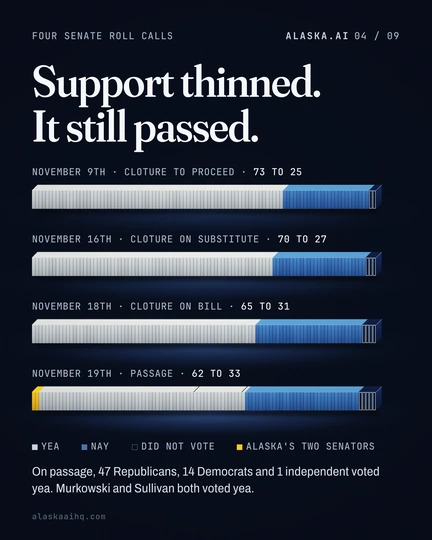 FOUR SENATE ROLL CALLS
ALASKA.AI 04 / 09
Support thinned.
It still passed.
NOVEMBER 9TH · CLOTURE TO PROCEED · 73 TO 25
NOVEMBER 16TH · CLOTURE ON SUBSTITUTE · 70 TO 27
NOVEMBER 18TH · CLOTURE ON BILL · 65 TO 31
NOVEMBER 19TH · PASSAGE · 62 TO 33
YEA NAY DID NOT VOTE ALASKA'S TWO SENATORS
On passage, 47 Republicans, 14 Democrats and 1 independent voted
yea. Murkowski and Sullivan both voted yea.
alaskaaihq.com